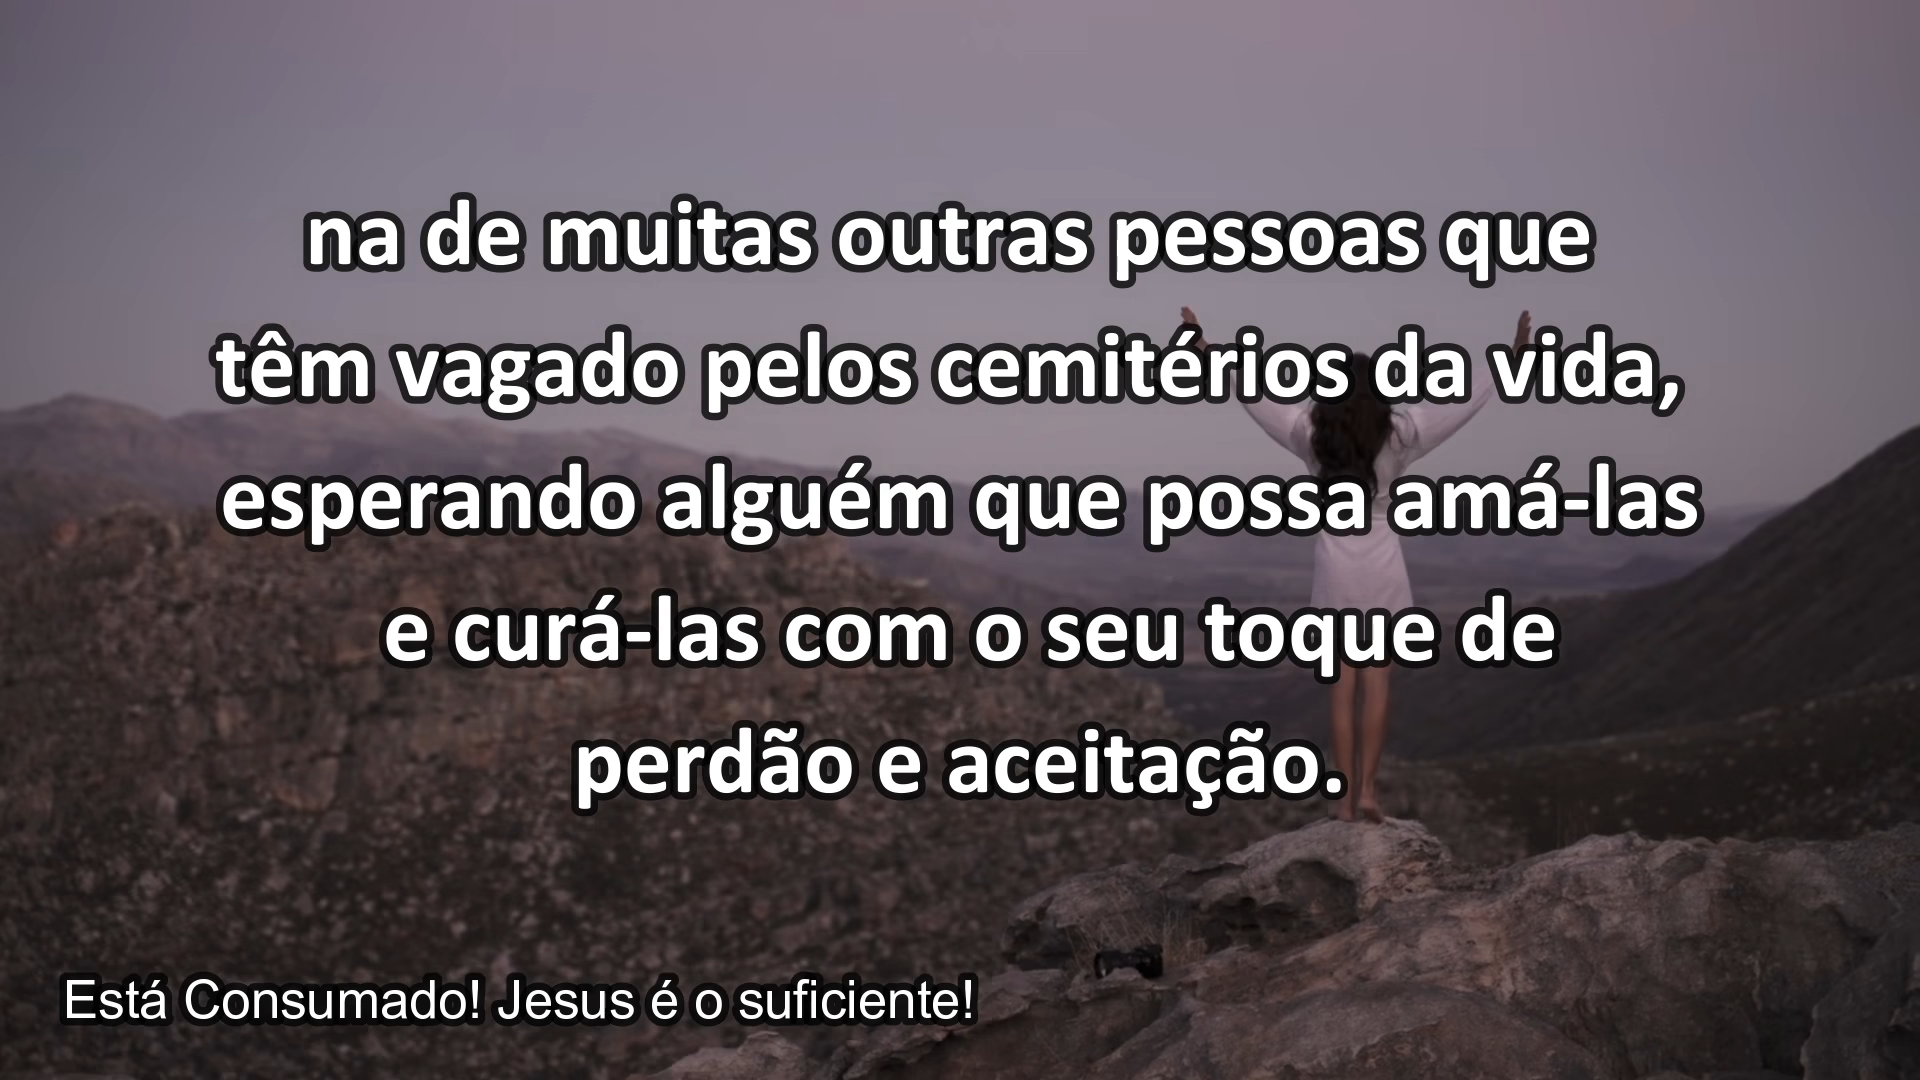 na de muitas outras pessoas que
têm vagado pelos cemitérios da vida,
esperando alguém que possa amá-las
e curá-las com o seu toque de
perdão e aceitação.
Está Consumado! Jesus é o suficiente!